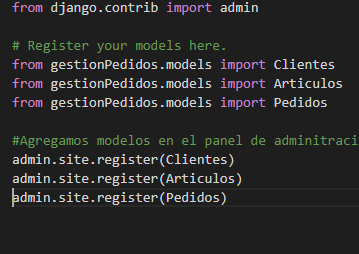 from django.contrib import admin
# Register your models here.
from gestionPedidos.models import Clientes
from gestionPedidos.models import Articulos
from gestionPedidos.models import Pedidos
#Agregamos modelos en el panel de adminitraci
admin.site.register(Clientes)
admin.site.register(Articulos)
admin.site.register(Pedidos)